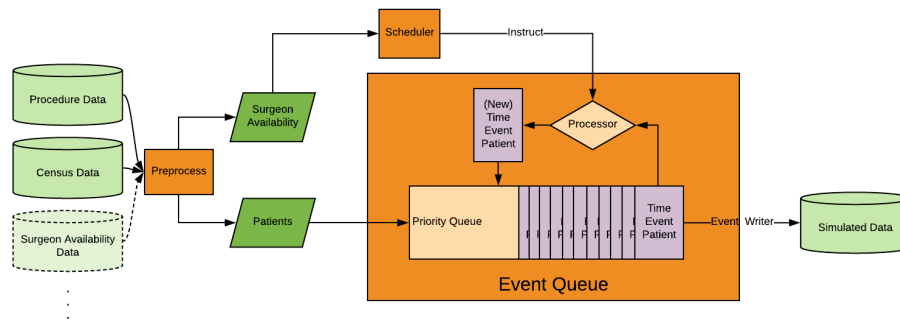 Scheduler
Instruct
Procedure Data
Surgeon
Availability
(New)
Time
Event
Patient
Processor
Census Data
Preprocess
Surgeon Availability
Data
Patients
Priority Queue
Time
Event
Patient
Event Writer
Simulated Data
Event Queue